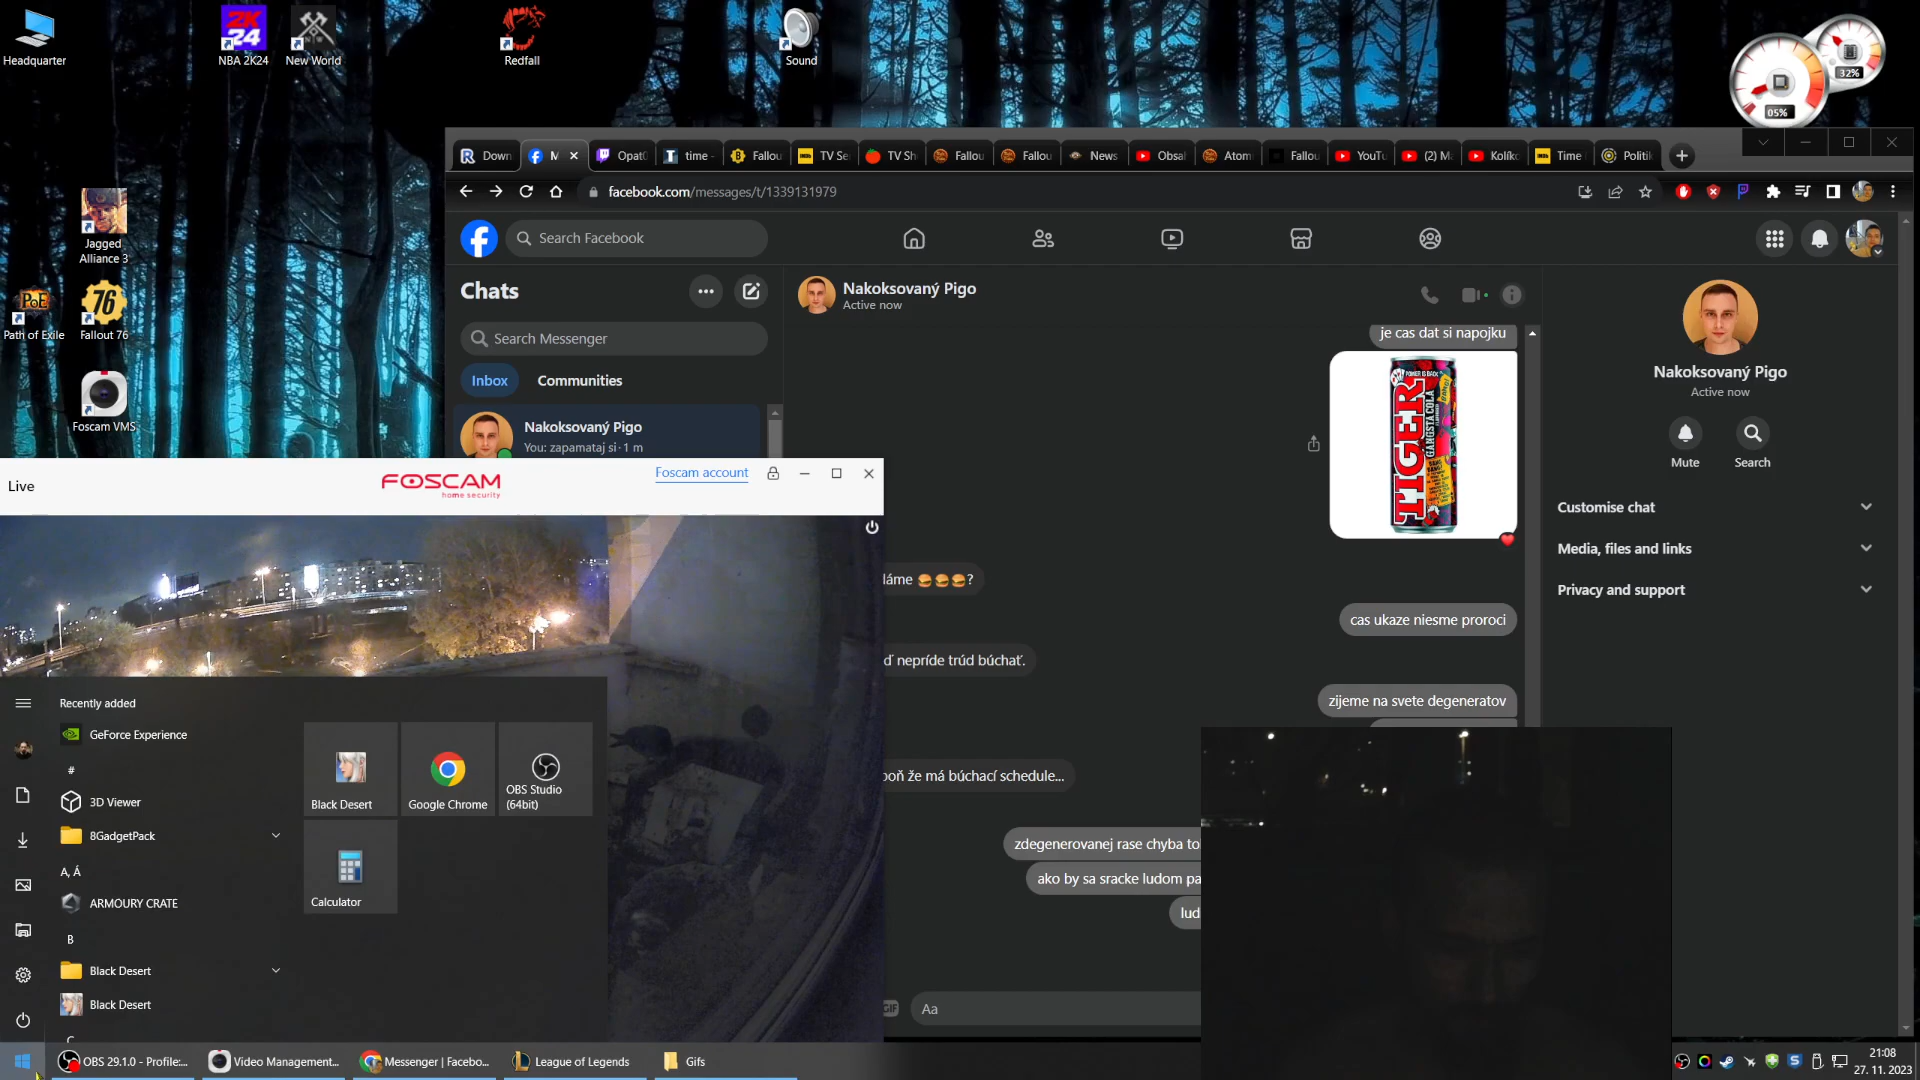 Headquarter
NBA 2K24
New World
Redfall
Sound
32%
05%
Down
M
Opat
time -
Fallou
TV Se
TV Sh
Fallou
Fallou
News
Obsal
Atom
Fallou
YouTu
(2) M
Kolik
Time
Politik
facebook.com/messages/t/1339131979
Search Facebook
Jagged
Alliance 3
Path of Exile
Fallout 76
Foscam VMS
Chats
Search Messenger
Inbox
Communities
Nakoksovaný Pigo
You: zapamataj si · 1 m
Nakoksovaný Pigo
Active now
je cas dat si napojku
POWER IS BACK
TIGER
GANGSTA COLA
láme 🍔🍔🍔?
cas ukaze niesme proroci
ď nepríde trúd búchať.
zijeme na svete degeneratov
oň že má búchací schedule...
zdegenerovanej rase chyba to
ako by sa sracke ludom pa
lud
GIF
Aa
Nakoksovaný Pigo
Active now
Mute
Search
Customise chat
Media, files and links
Privacy and support
Live
FOSCAM
home security
Foscam account
Recently added
GeForce Experience
#
3D Viewer
8GadgetPack
A, Á
ARMOURY CRATE
B
Black Desert
Black Desert
C
Black Desert
Google Chrome
OBS Studio
(64bit)
Calculator
OBS 29.1.0 - Profile:...
Video Management...
Messenger | Facebo...
League of Legends
Gifs
21:08
27. 11. 2023